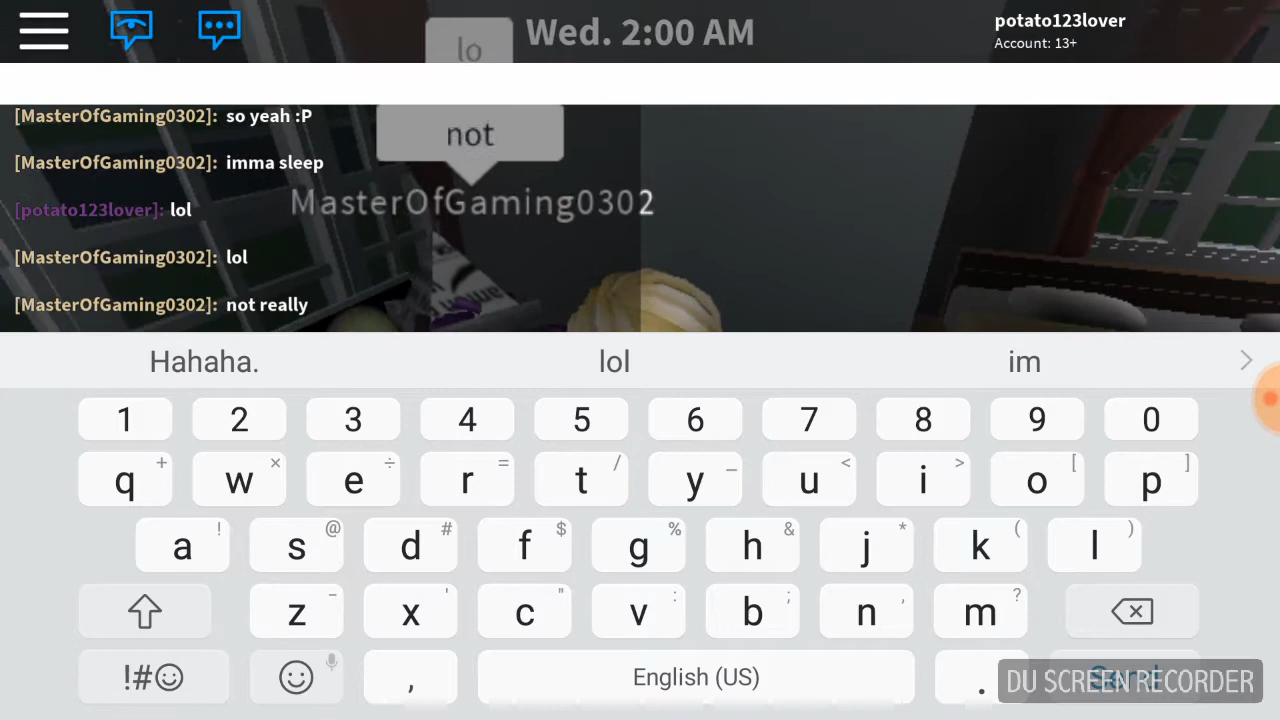 lo
Wed. 2:00 AM
potato123lover
Account: 13+
[MasterOfGaming0302]: so yeah :P
[MasterOfGaming0302]: imma sleep
[potato123lover]: lol
[MasterOfGaming0302]: lol
[MasterOfGaming0302]: not really
not
MasterOfGaming0302
Hahaha. lol im >
1 2 3 4 5 6 7 8 9 0
q + w × e ÷ r = t / y _ u < i > o [ p ]
a ! s @ d # f $ g % h & j * k ( l )
z - x ' c " v : b ; n , m ?
!#☺ ☺ , English (US) . Send
DU SCREEN RECORDER